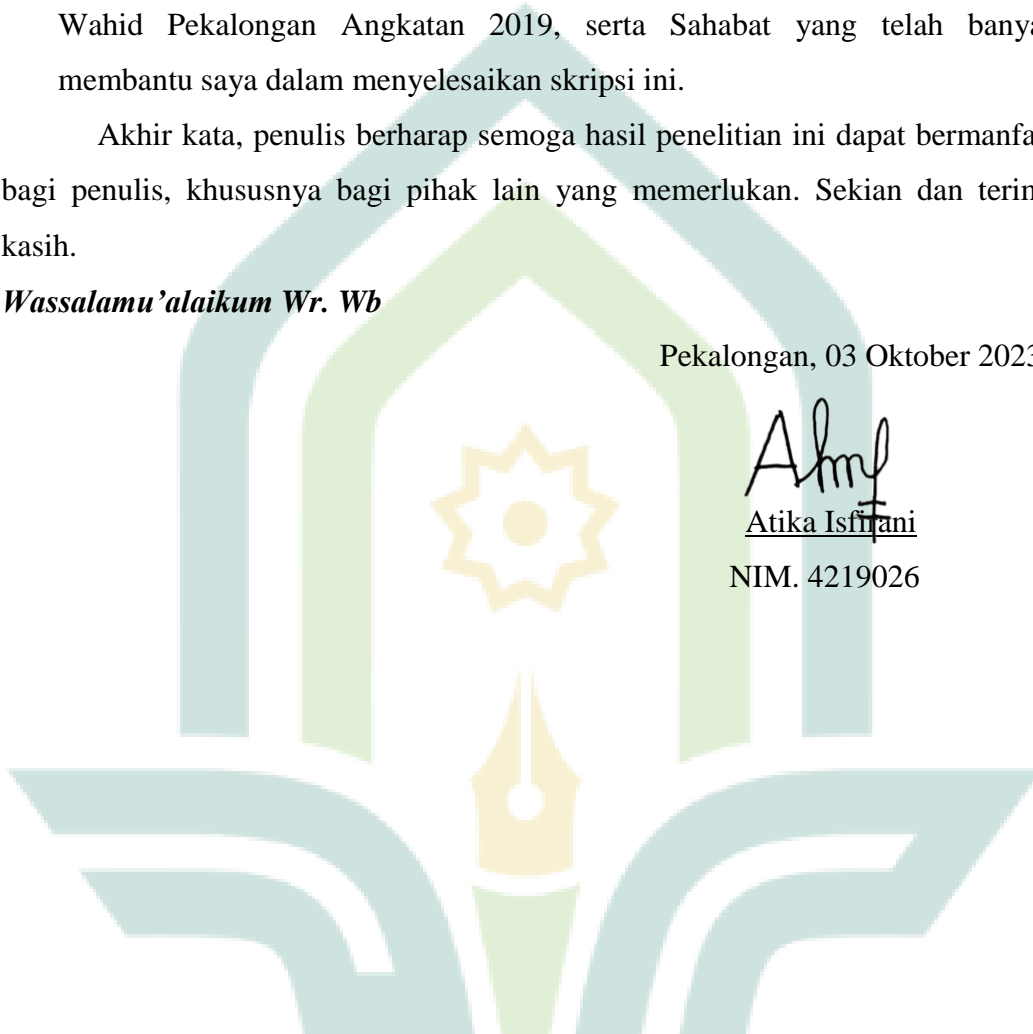 Wahid Pekalongan Angkatan 2019, serta Sahabat yang telah banya
membantu saya dalam menyelesaikan skripsi ini.
Akhir kata, penulis berharap semoga hasil penelitian ini dapat bermanfa
bagi penulis, khususnya bagi pihak lain yang memerlukan. Sekian dan terim
kasih.
Wassalamu’alaikum Wr. Wb
Pekalongan, 03 Oktober 2023
Atika Isfirani
NIM. 4219026